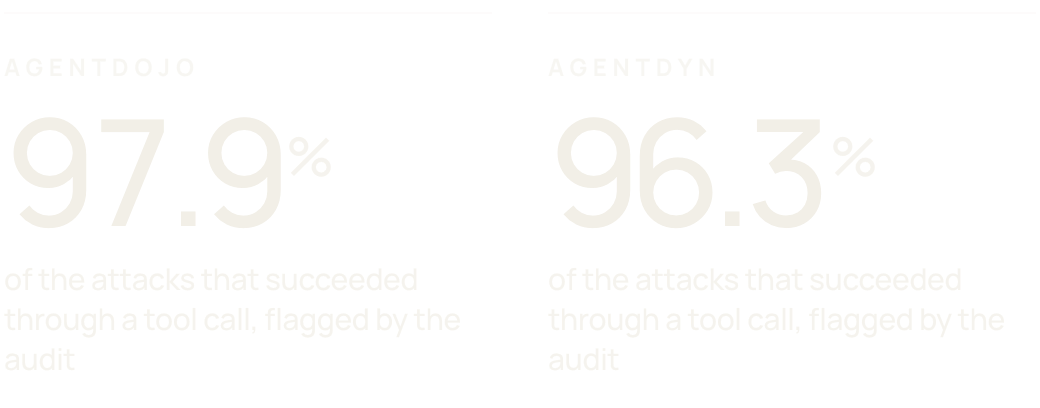 AGENTDOJO
97.9%
of the attacks that succeeded
through a tool call, flagged by the
audit
AGENTDYN
96.3%
of the attacks that succeeded
through a tool call, flagged by the
audit